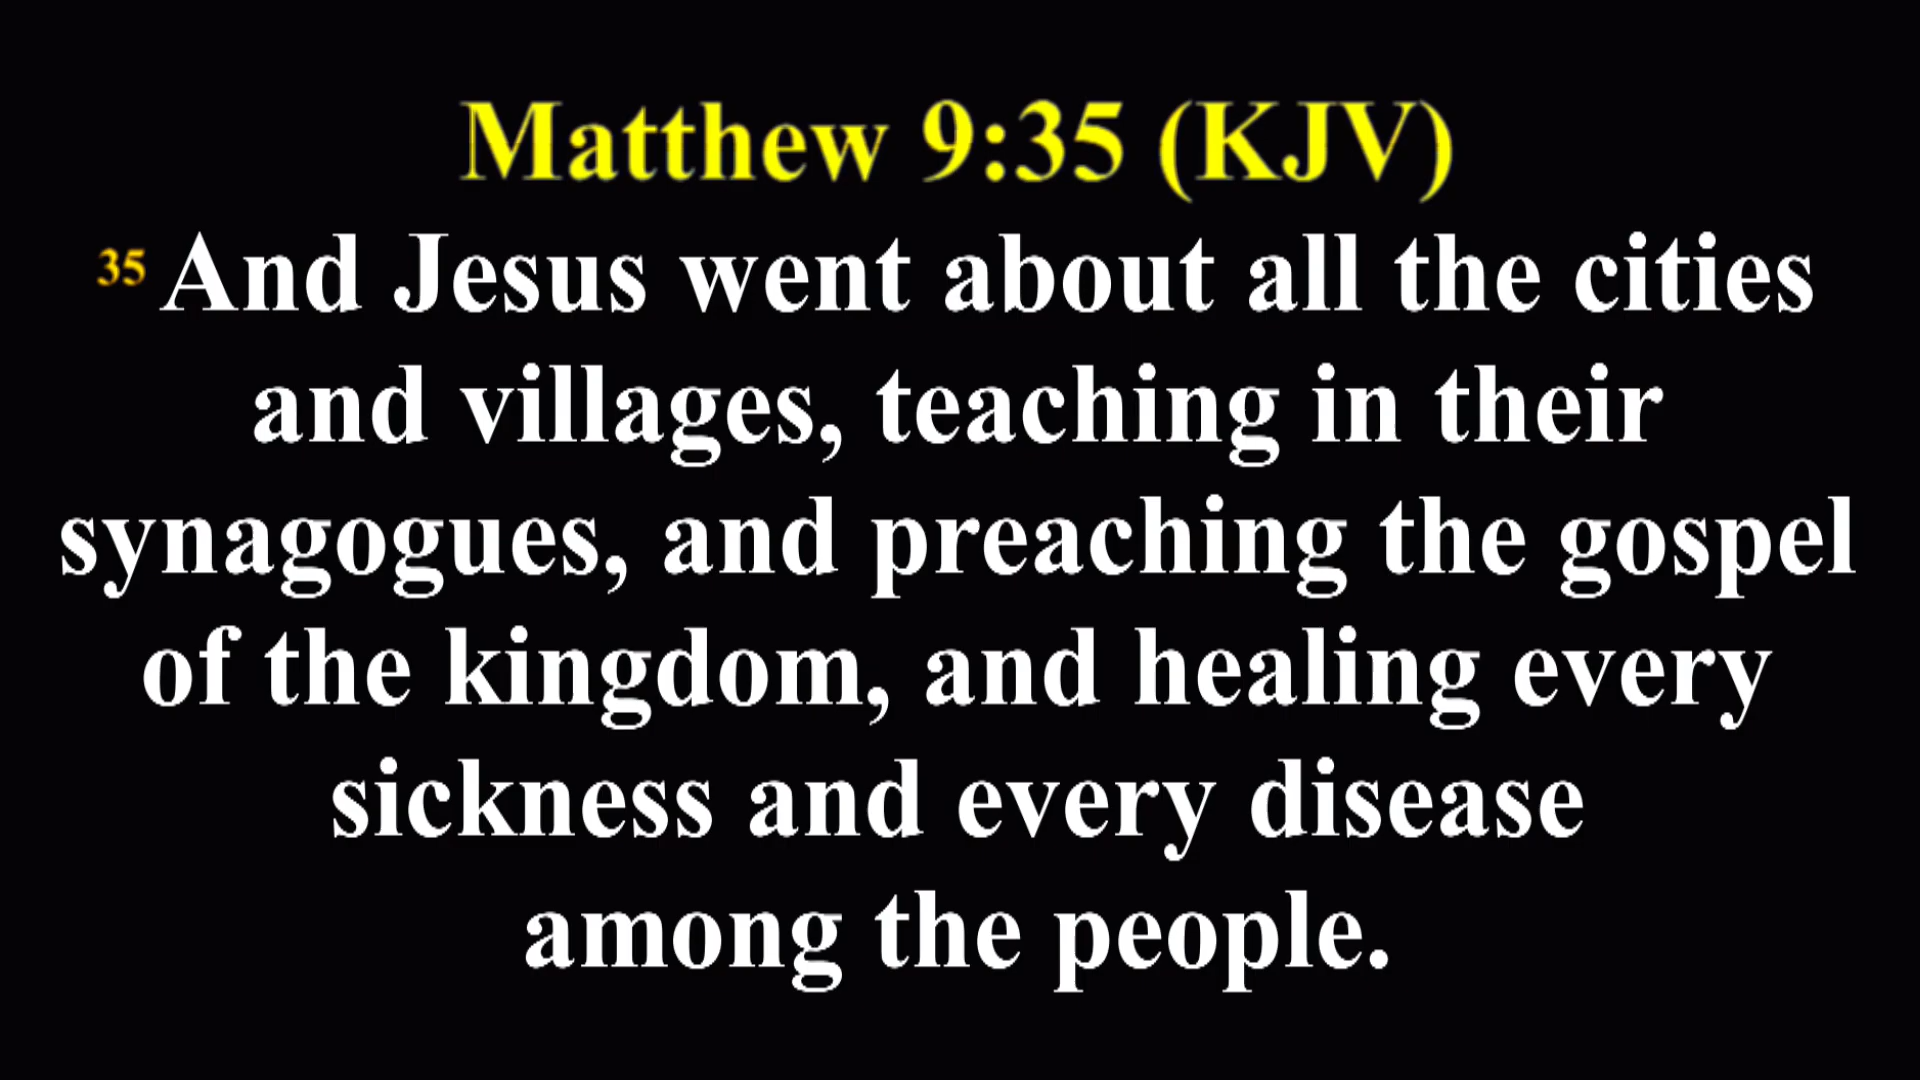 Matthew 9:35 (KJV)
35 And Jesus went about all the cities
and villages, teaching in their
synagogues, and preaching the gospel
of the kingdom, and healing every
sickness and every disease
among the people.